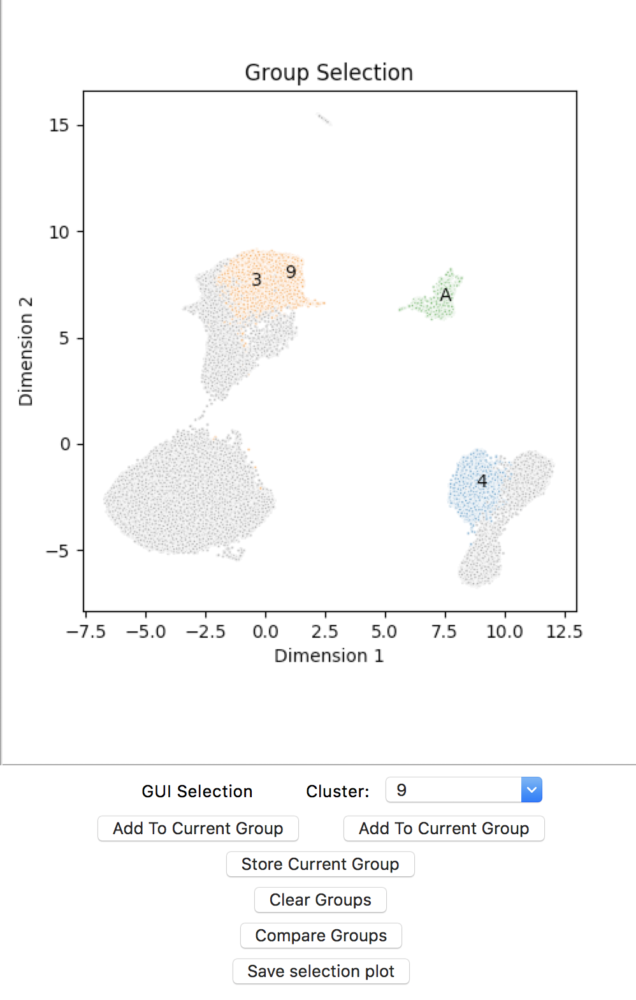 Group Selection
15
10
5
0
−5
Dimension 2
3
9
A
4
−7.5 −5.0 −2.5 0.0 2.5 5.0 7.5 10.0 12.5
Dimension 1
GUI Selection Cluster: 9
Add To Current Group Add To Current Group
Store Current Group
Clear Groups
Compare Groups
Save selection plot